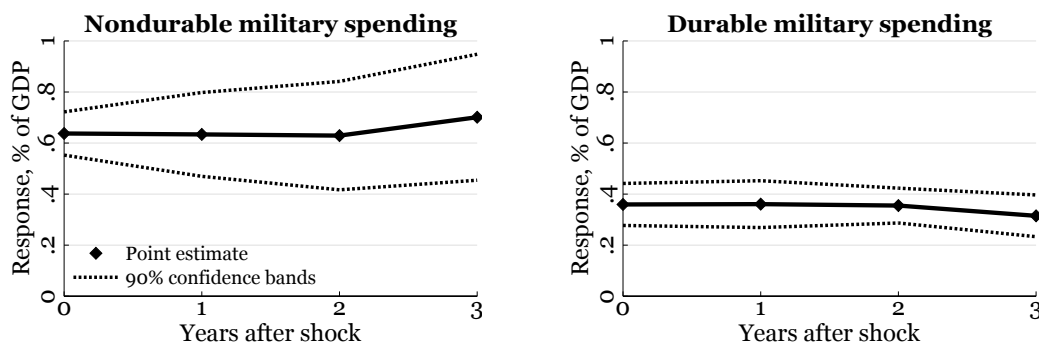 Nondurable military spending
Response, % of GDP
0 .2 .4 .6 .8 1
Point estimate
90% confidence bands
0 1 2 3
Years after shock
Durable military spending
Response, % of GDP
0 .2 .4 .6 .8 1
0 1 2 3
Years after shock